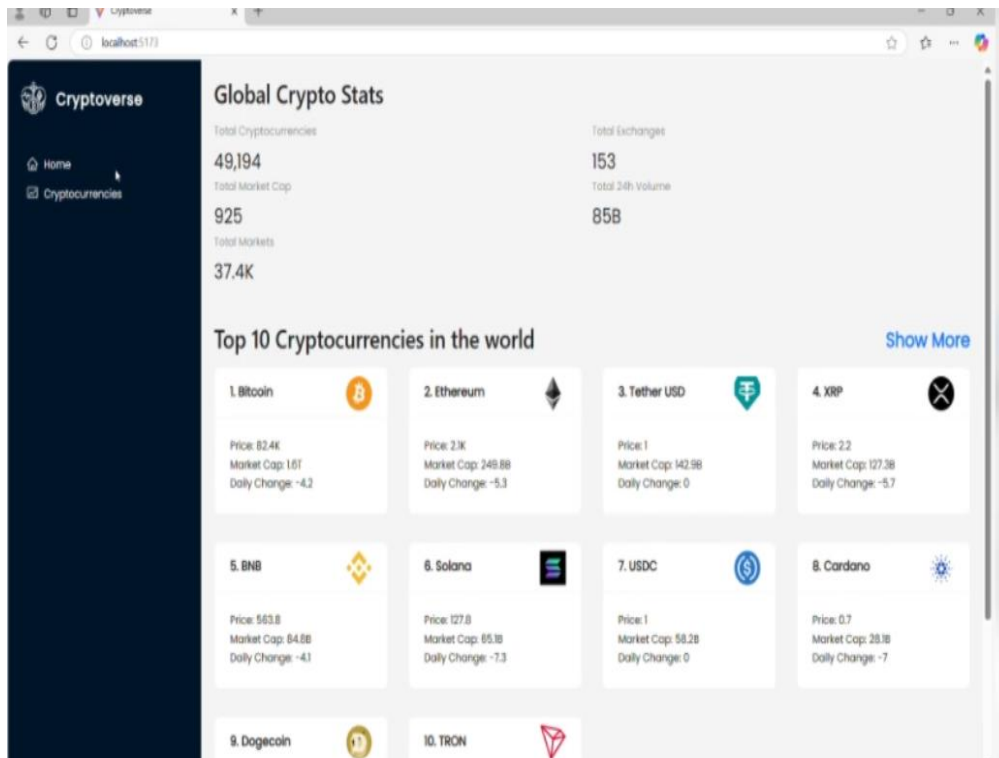 Cryptoverse
localhost:5173
Cryptoverse
Home
Cryptocurrencies
Global Crypto Stats
Total Cryptocurrencies
49,194
Total Exchanges
153
Total Market Cap
925
Total 24h Volume
85B
Total Markets
37.4K
Top 10 Cryptocurrencies in the world
Show More
1. Bitcoin
Price: 82.4K
Market Cap: 1.6T
Daily Change: -4.2
2. Ethereum
Price: 2.1K
Market Cap: 249.8B
Daily Change: -5.3
3. Tether USD
Price: 1
Market Cap: 142.9B
Daily Change: 0
4. XRP
Price: 2.2
Market Cap: 127.3B
Daily Change: -5.7
5. BNB
Price: 563.8
Market Cap: 84.8B
Daily Change: -4.1
6. Solana
Price: 127.8
Market Cap: 65.1B
Daily Change: -7.3
7. USDC
Price: 1
Market Cap: 58.2B
Daily Change: 0
8. Cardano
Price: 0.7
Market Cap: 28.1B
Daily Change: -7
9. Dogecoin
10. TRON